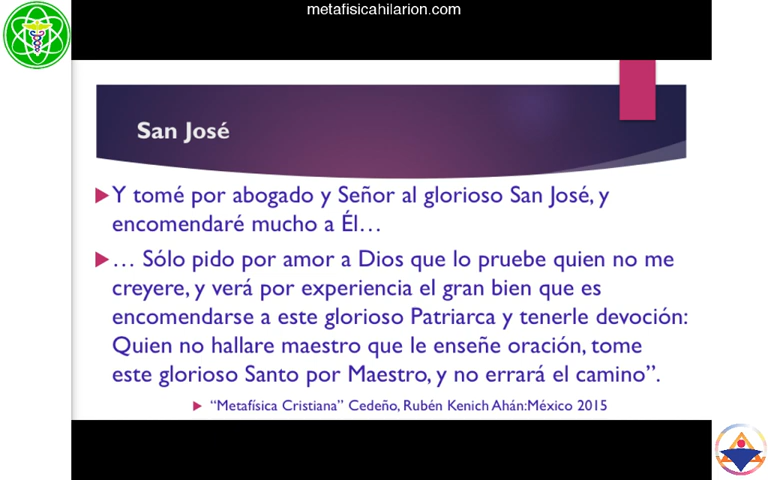 metafisicahilarion.com
San José
Y tomé por abogado y Señor al glorioso San José, y
encomendaré mucho a Él…
… Sólo pido por amor a Dios que lo pruebe quien no me
creyere, y verá por experiencia el gran bien que es
encomendarse a este glorioso Patriarca y tenerle devoción:
Quien no hallare maestro que le enseñe oración, tome
este glorioso Santo por Maestro, y no errará el camino”.
“Metafísica Cristiana” Cedeño, Rubén Kenich Ahán:México 2015